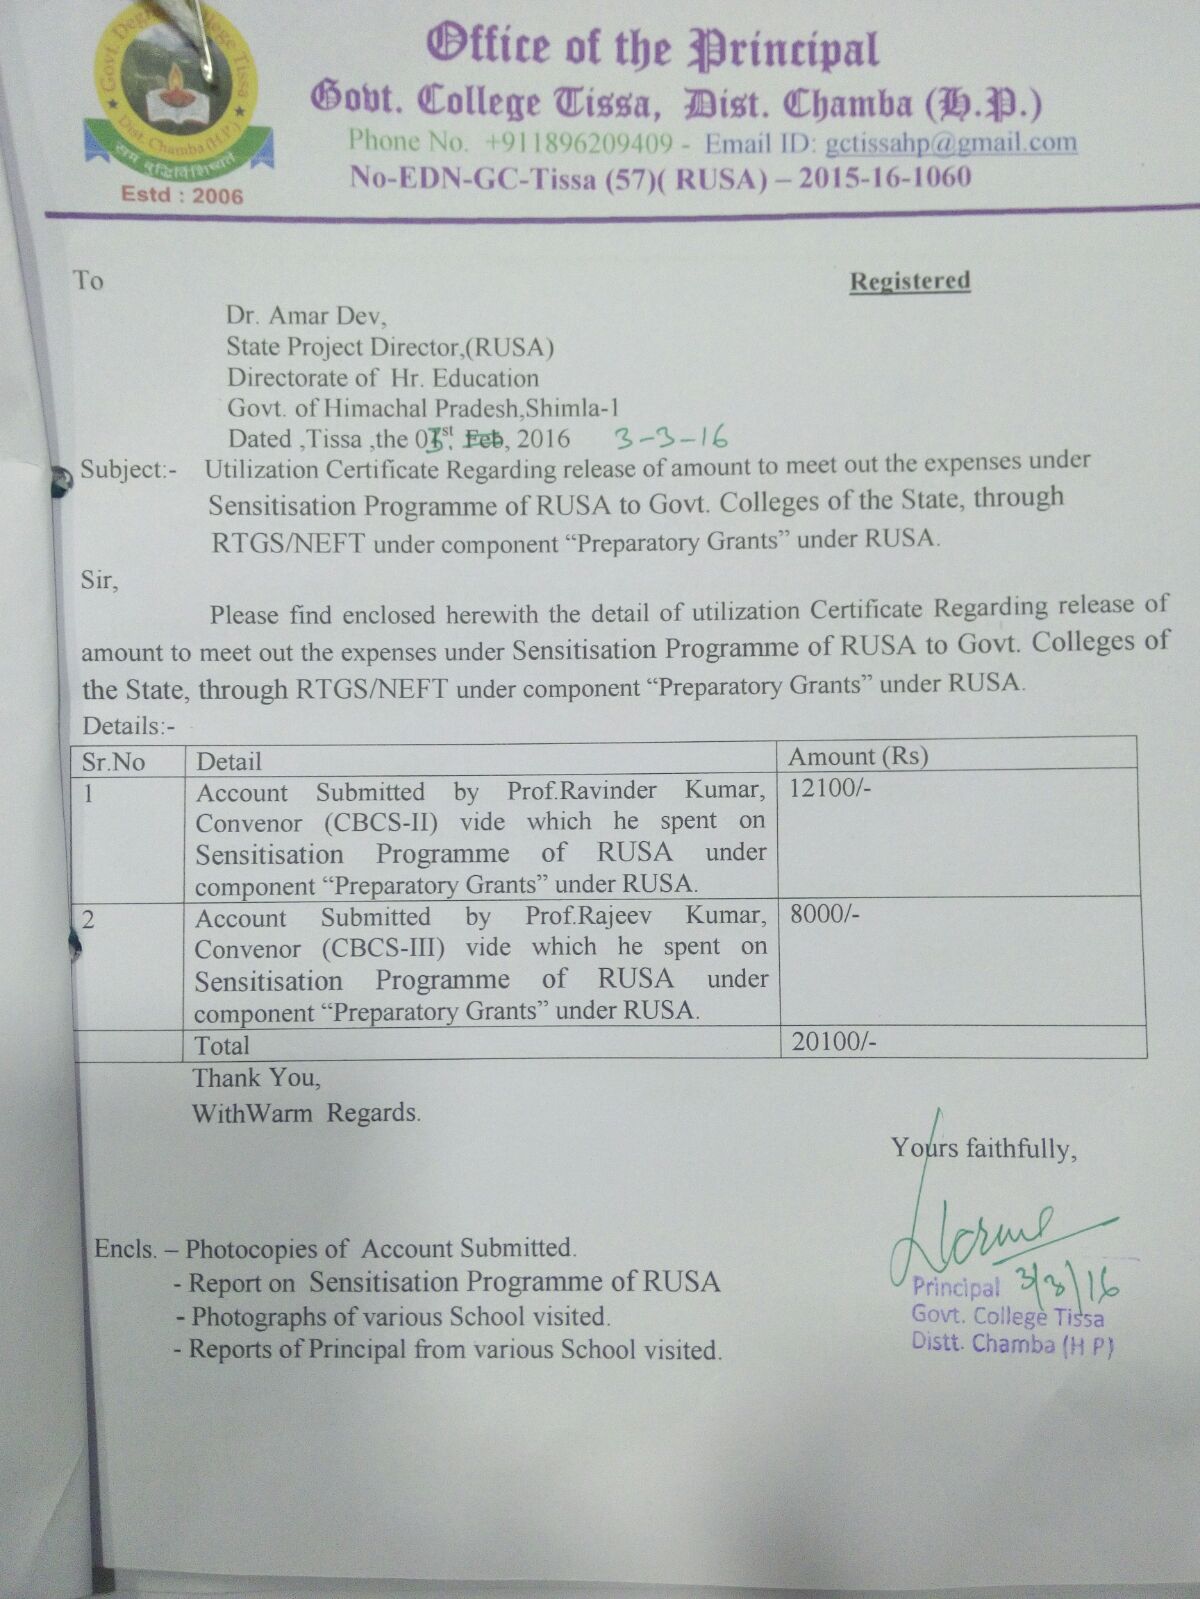 Govt. Degree College Tissa
Dist. Chamba (H.P.)
Estd : 2006
Office of the Principal
Govt. College Tissa, Dist. Chamba (H.P.)
Phone No. +911896209409 - Email ID: gctissahp@gmail.com
No-EDN-GC-Tissa (57)( RUSA) – 2015-16-1060
To
Registered
Dr. Amar Dev,
State Project Director,(RUSA)
Directorate of Hr. Education
Govt. of Himachal Pradesh,Shimla-1
Dated ,Tissa ,the 03st. Feb, 2016 3-3-16
Subject:- Utilization Certificate Regarding release of amount to meet out the expenses under
Sensitisation Programme of RUSA to Govt. Colleges of the State, through
RTGS/NEFT under component “Preparatory Grants” under RUSA.
Sir,
Please find enclosed herewith the detail of utilization Certificate Regarding release of
amount to meet out the expenses under Sensitisation Programme of RUSA to Govt. Colleges of
the State, through RTGS/NEFT under component “Preparatory Grants” under RUSA.
Details:-
Sr.No Detail Amount (Rs)
1 Account Submitted by Prof.Ravinder Kumar, 12100/-
Convenor (CBCS-II) vide which he spent on
Sensitisation Programme of RUSA under
component “Preparatory Grants” under RUSA.
2 Account Submitted by Prof.Rajeev Kumar, 8000/-
Convenor (CBCS-III) vide which he spent on
Sensitisation Programme of RUSA under
component “Preparatory Grants” under RUSA.
Total 20100/-
Thank You,
WithWarm Regards.
Yours faithfully,
Encls. – Photocopies of Account Submitted.
- Report on Sensitisation Programme of RUSA
- Photographs of various School visited.
- Reports of Principal from various School visited.
Principal 3/3/16
Govt. College Tissa
Distt. Chamba (H P)